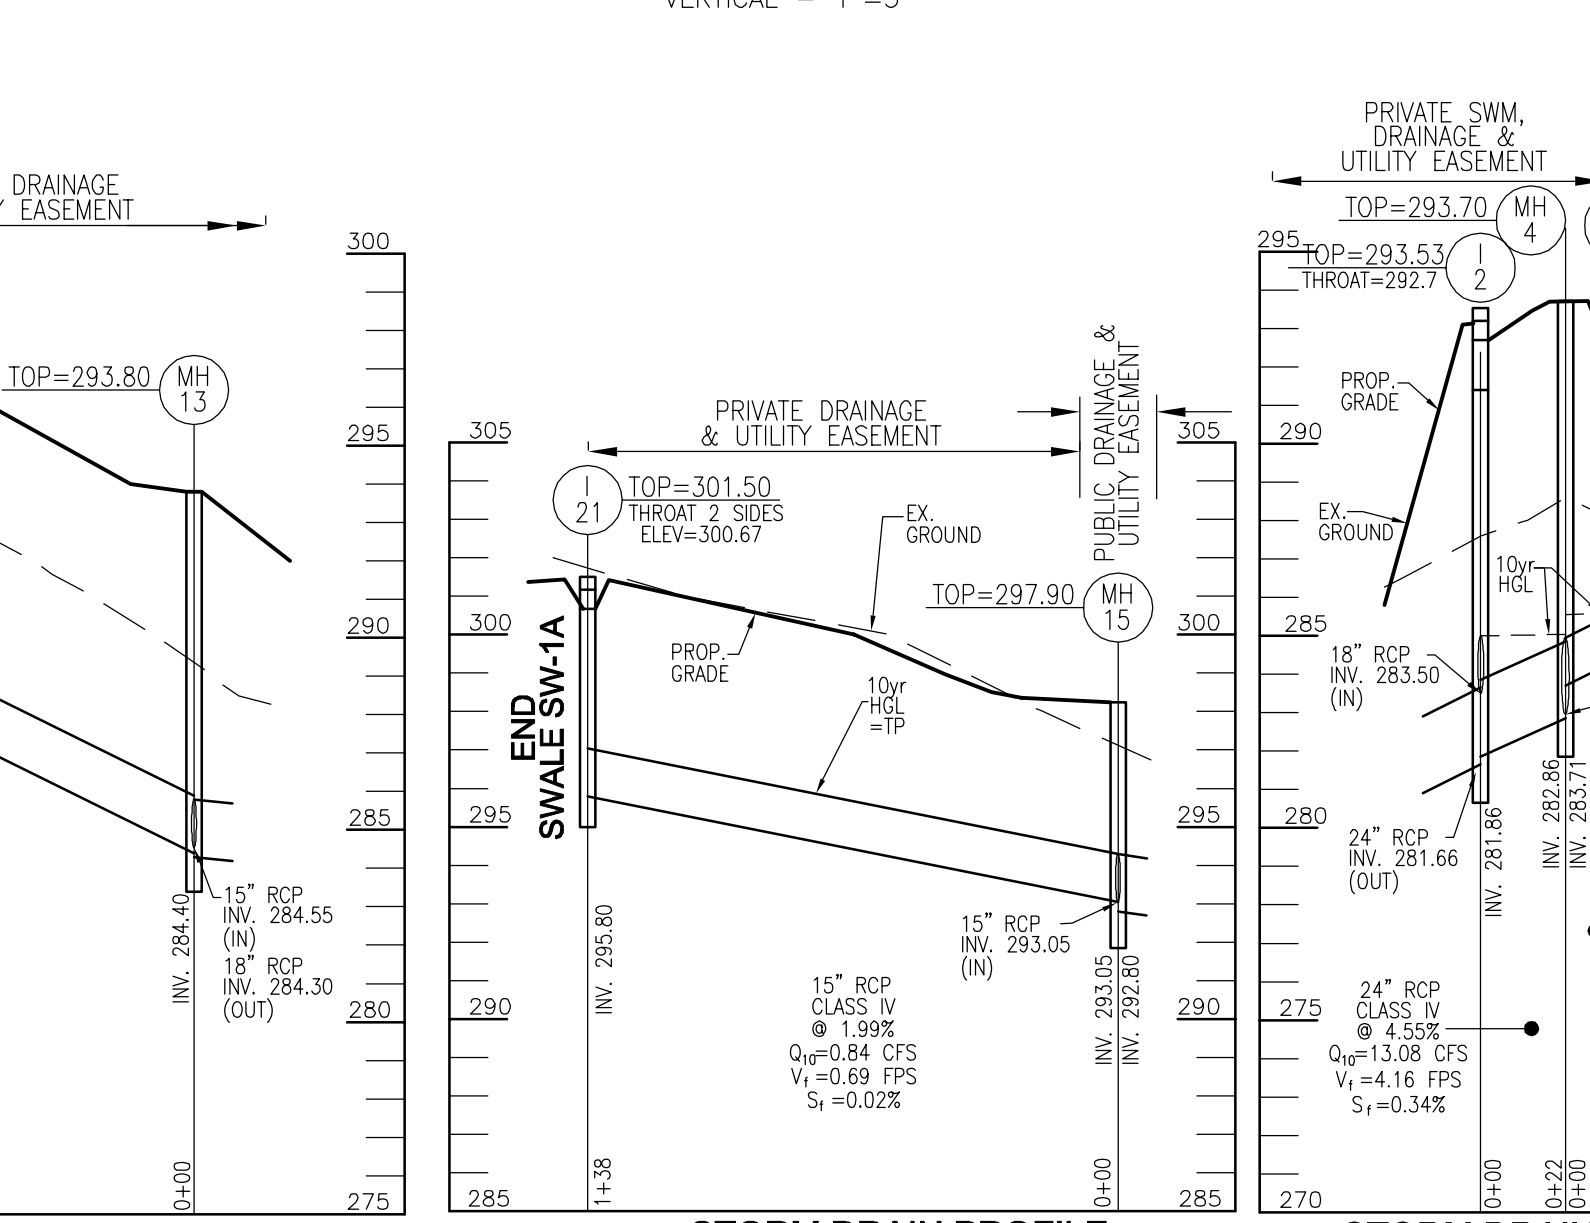 VERTICAL = 1"=5'
DRAINAGE
Y EASEMENT
TOP=293.80
MH
13
300
295
290
285
280
275
INV. 284.40
15" RCP
INV. 284.55
(IN)
18" RCP
INV. 284.30
(OUT)
0+00
305
300
295
290
285
PRIVATE DRAINAGE
& UTILITY EASEMENT
PUBLIC DRAINAGE &
UTILITY EASEMENT
I
21
TOP=301.50
THROAT 2 SIDES
ELEV=300.67
EX.
GROUND
TOP=297.90
MH
15
END
SWALE SW-1A
PROP.
GRADE
10yr
HGL
=TP
15" RCP
INV. 293.05
(IN)
INV. 295.80
15" RCP
CLASS IV
@ 1.99%
Q10=0.84 CFS
Vf=0.69 FPS
Sf=0.02%
INV. 293.05
INV. 292.80
1+38
0+00
305
300
295
290
285
STORM DRAIN PROFILE
PRIVATE SWM,
DRAINAGE &
UTILITY EASEMENT
TOP=293.70
MH
4
295
TOP=293.53
THROAT=292.7
I
2
290
285
280
275
270
PROP.
GRADE
EX.
GROUND
10yr
HGL
18" RCP
INV. 283.50
(IN)
24" RCP
INV. 281.66
(OUT)
INV. 281.86
INV. 282.86
INV. 283.71
24" RCP
CLASS IV
@ 4.55%
Q10=13.08 CFS
Vf=4.16 FPS
Sf=0.34%
0+00
0+22
0+00
STORM DRAIN